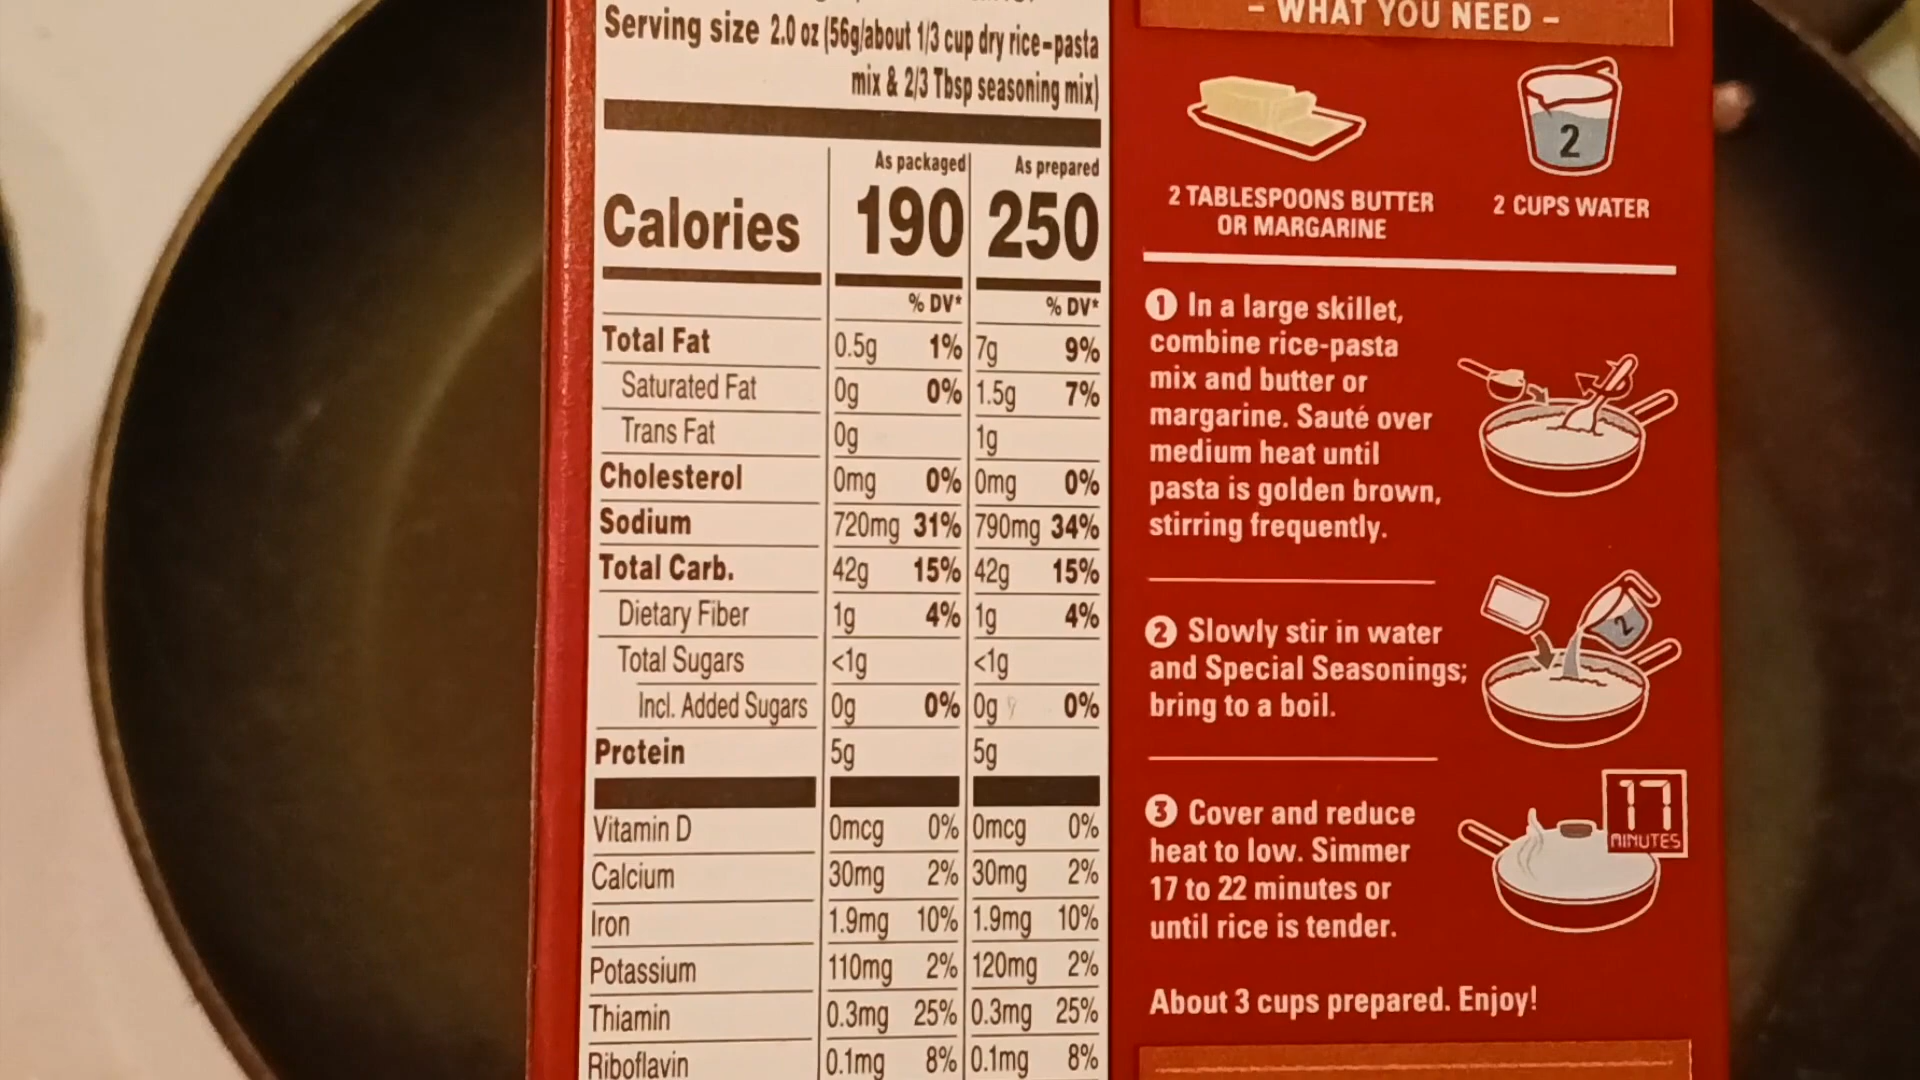 Serving size 2.0 oz (56g/about 1/3 cup dry rice-pasta
mix & 2/3 Tbsp seasoning mix)
As packaged As prepared
Calories 190 250
% DV* % DV*
Total Fat 0.5g 1% 7g 9%
Saturated Fat 0g 0% 1.5g 7%
Trans Fat 0g 1g
Cholesterol 0mg 0% 0mg 0%
Sodium 720mg 31% 790mg 34%
Total Carb. 42g 15% 42g 15%
Dietary Fiber 1g 4% 1g 4%
Total Sugars <1g <1g
Incl. Added Sugars 0g 0% 0g 0%
Protein 5g 5g
Vitamin D 0mcg 0% 0mcg 0%
Calcium 30mg 2% 30mg 2%
Iron 1.9mg 10% 1.9mg 10%
Potassium 110mg 2% 120mg 2%
Thiamin 0.3mg 25% 0.3mg 25%
Riboflavin 0.1mg 8% 0.1mg 8%
– WHAT YOU NEED –
2
2 TABLESPOONS BUTTER
OR MARGARINE
2 CUPS WATER
1 In a large skillet,
combine rice-pasta
mix and butter or
margarine. Sauté over
medium heat until
pasta is golden brown,
stirring frequently.
2 Slowly stir in water
and Special Seasonings;
bring to a boil.
2
3 Cover and reduce
heat to low. Simmer
17 to 22 minutes or
until rice is tender.
17
MINUTES
About 3 cups prepared. Enjoy!